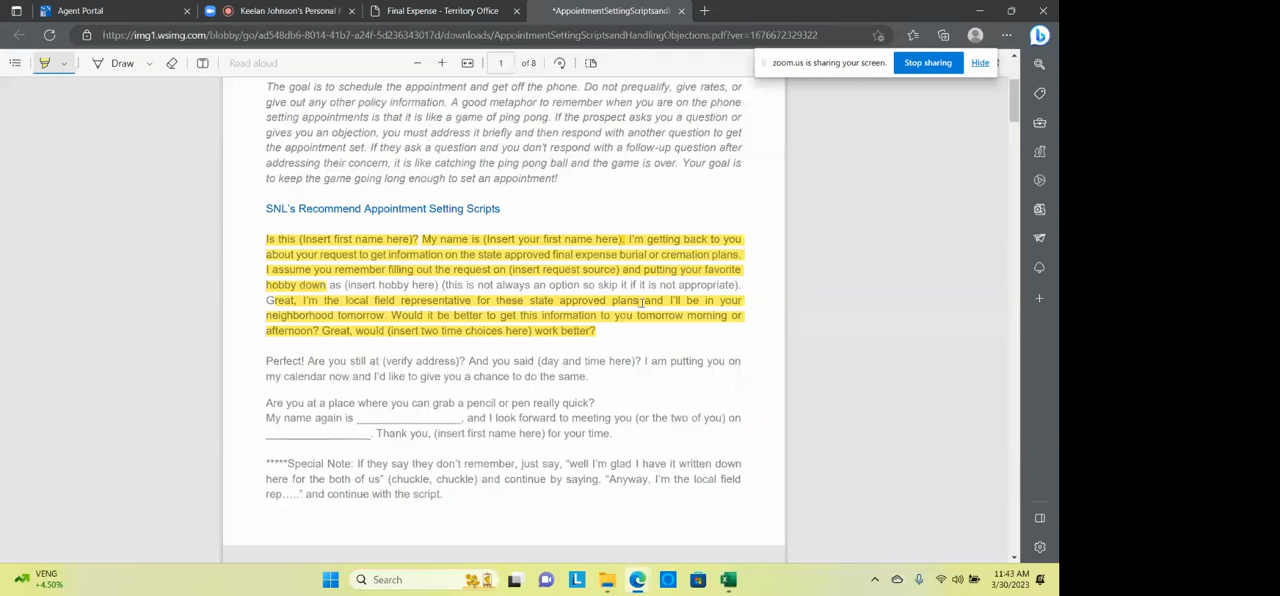 Agent Portal
Keelan Johnson's Personal
Final Expense - Territory Office
*AppointmentSettingScriptsand
https://img1.wsimg.com/blobby/go/ad548db6-8014-41b7-a24f-5d236343017d/downloads/AppointmentSettingScriptsandHandlingObjections.pdf?ver=1676672329322
Draw
Read aloud
1 of 8
zoom.us is sharing your screen. Stop sharing Hide
The goal is to schedule the appointment and get off the phone. Do not prequalify, give rates, or
give out any other policy information. A good metaphor to remember when you are on the phone
setting appointments is that it is like a game of ping pong. If the prospect asks you a question or
gives you an objection, you must address it briefly and then respond with another question to get
the appointment set. If they ask a question and you don't respond with a follow-up question after
addressing their concern, it is like catching the ping pong ball and the game is over. Your goal is
to keep the game going long enough to set an appointment!
SNL's Recommend Appointment Setting Scripts
Is this (Insert first name here)? My name is (Insert your first name here), I'm getting back to you
about your request to get information on the state approved final expense burial or cremation plans.
I assume you remember filling out the request on (insert request source) and putting your favorite
hobby down as (insert hobby here) (this is not always an option so skip it if it is not appropriate).
Great, I'm the local field representative for these state approved plans and I'll be in your
neighborhood tomorrow. Would it be better to get this information to you tomorrow morning or
afternoon? Great, would (insert two time choices here) work better?
Perfect! Are you still at (verify address)? And you said (day and time here)? I am putting you on
my calendar now and I'd like to give you a chance to do the same.
Are you at a place where you can grab a pencil or pen really quick?
My name again is __________________, and I look forward to meeting you (or the two of you) on
__________________. Thank you, (insert first name here) for your time.
*****Special Note: If they say they don't remember, just say, “well I'm glad I have it written down
here for the both of us” (chuckle, chuckle) and continue by saying, “Anyway, I'm the local field
rep…..” and continue with the script.
VENG
+4.50%
Search
11:43 AM
3/30/2023